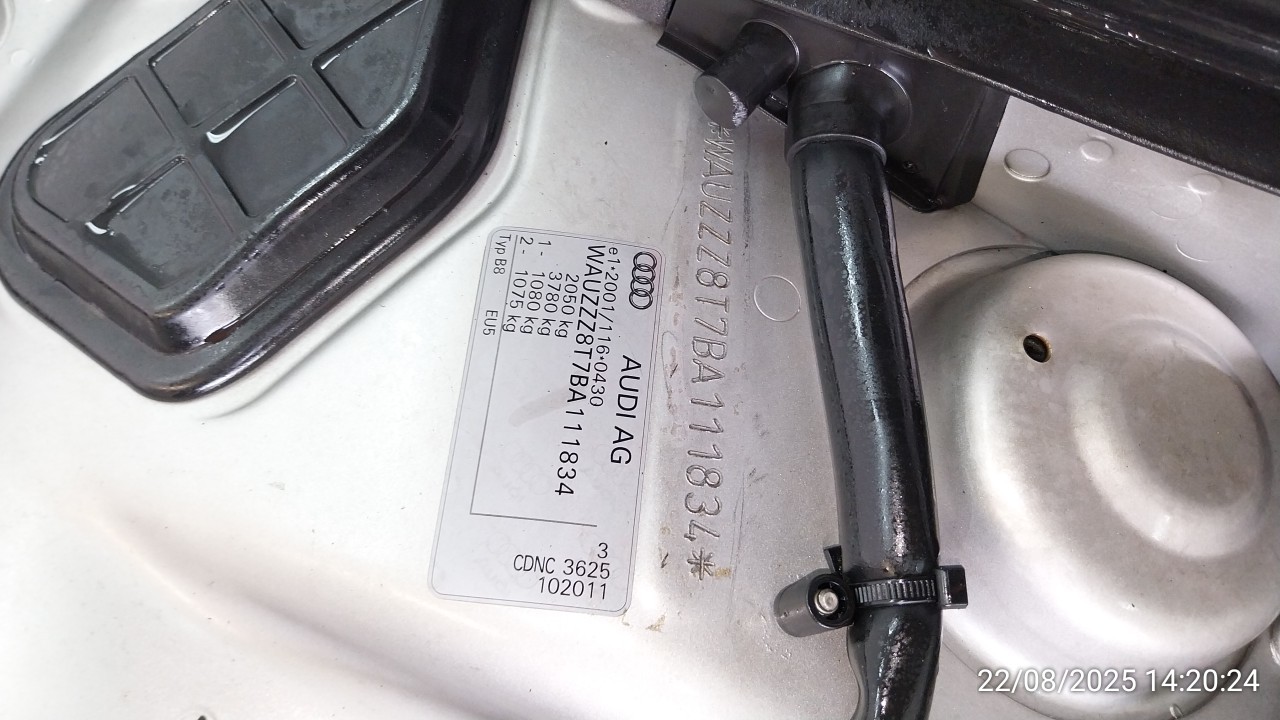 *WAUZZZ8T7BA111834*
AUDI AG
e1*2001/116*0430
WAUZZZ8T7BA111834
2050 kg
3780 kg
1 - 1080 kg
2 - 1075 kg
Typ B8 EU5
3
CDNC 3625
102011
22/08/2025 14:20:24